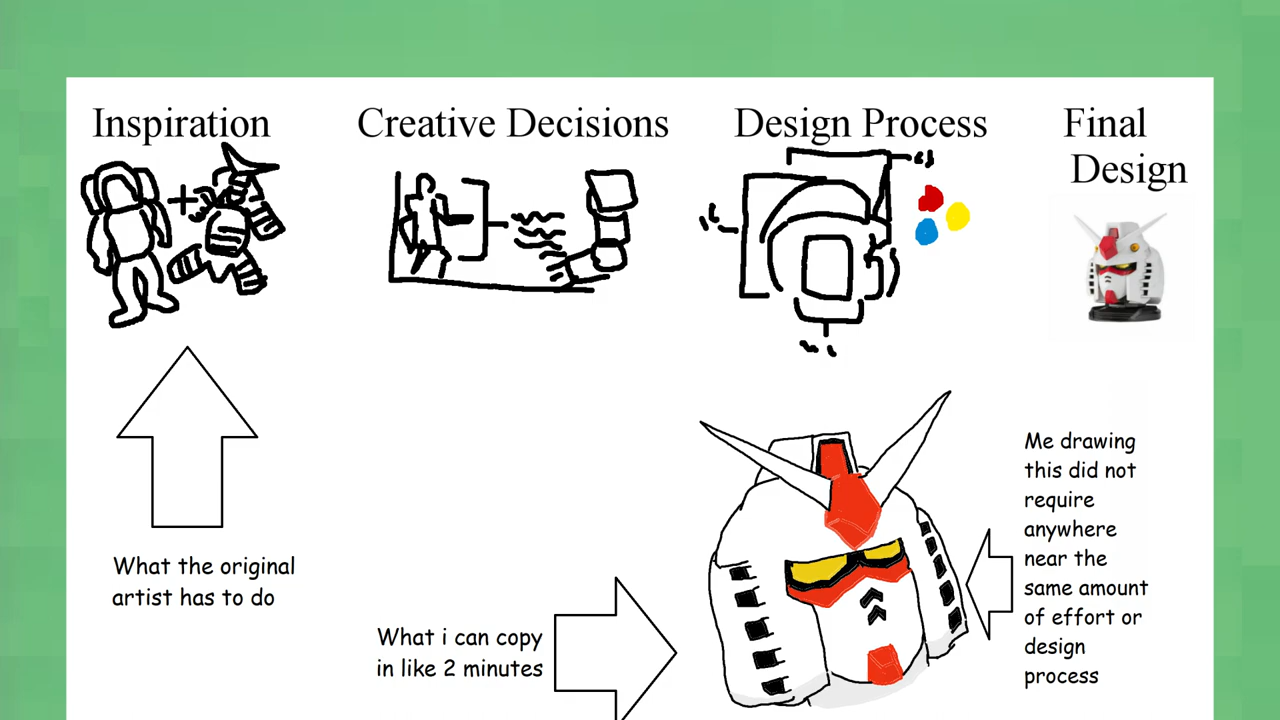 Inspiration
Creative Decisions
Design Process
Final
Design
What the original
artist has to do
What i can copy
in like 2 minutes
Me drawing
this did not
require
anywhere
near the
same amount
of effort or
design
process